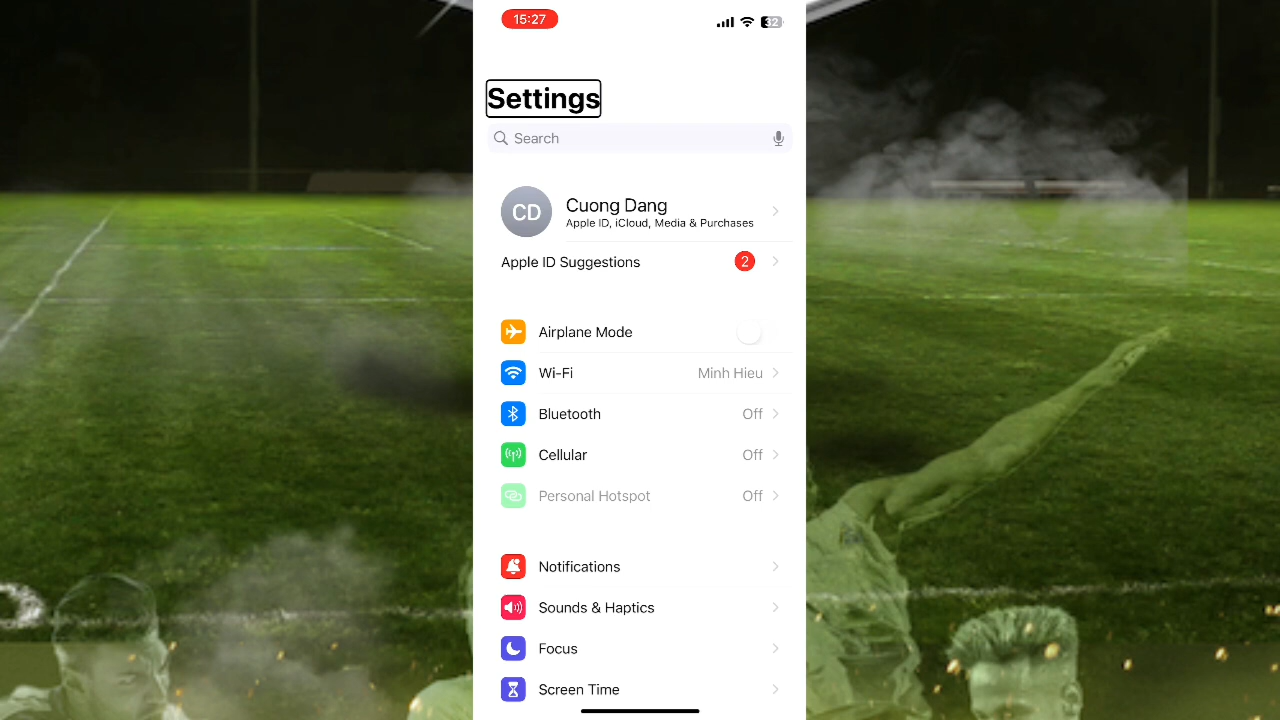 15:27
32
Settings
Search
CD
Cuong Dang
Apple ID, iCloud, Media & Purchases
Apple ID Suggestions
2
Airplane Mode
Wi-Fi
Minh Hieu
Bluetooth
Off
Cellular
Off
Personal Hotspot
Off
Notifications
Sounds & Haptics
Focus
Screen Time